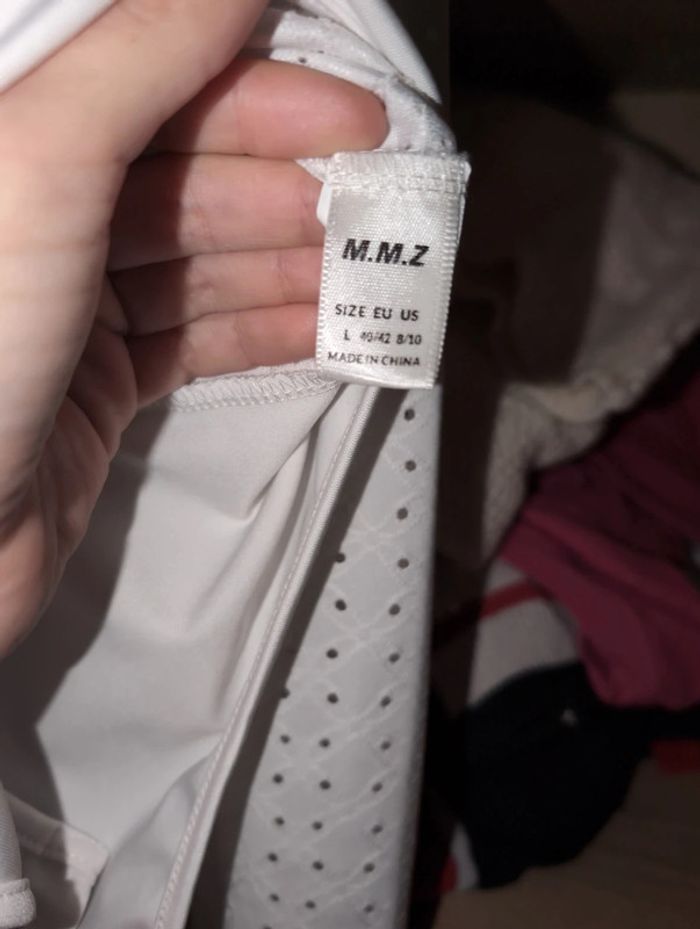 M.M.Z
SIZE EU US
L 40/42 8/10
MADE IN CHINA